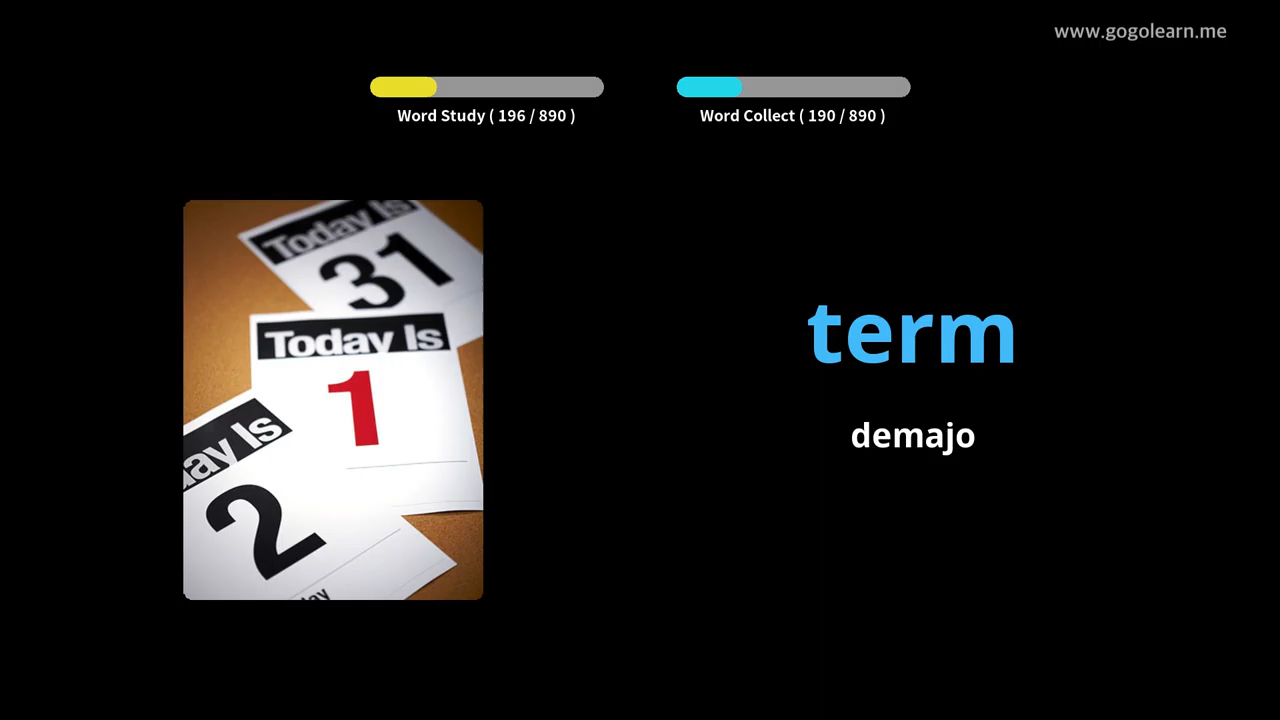 www.gogolearn.me
Word Study ( 196 / 890 )
Word Collect ( 190 / 890 )
Today Is
31
Today Is
1
day Is
2
term
demajo